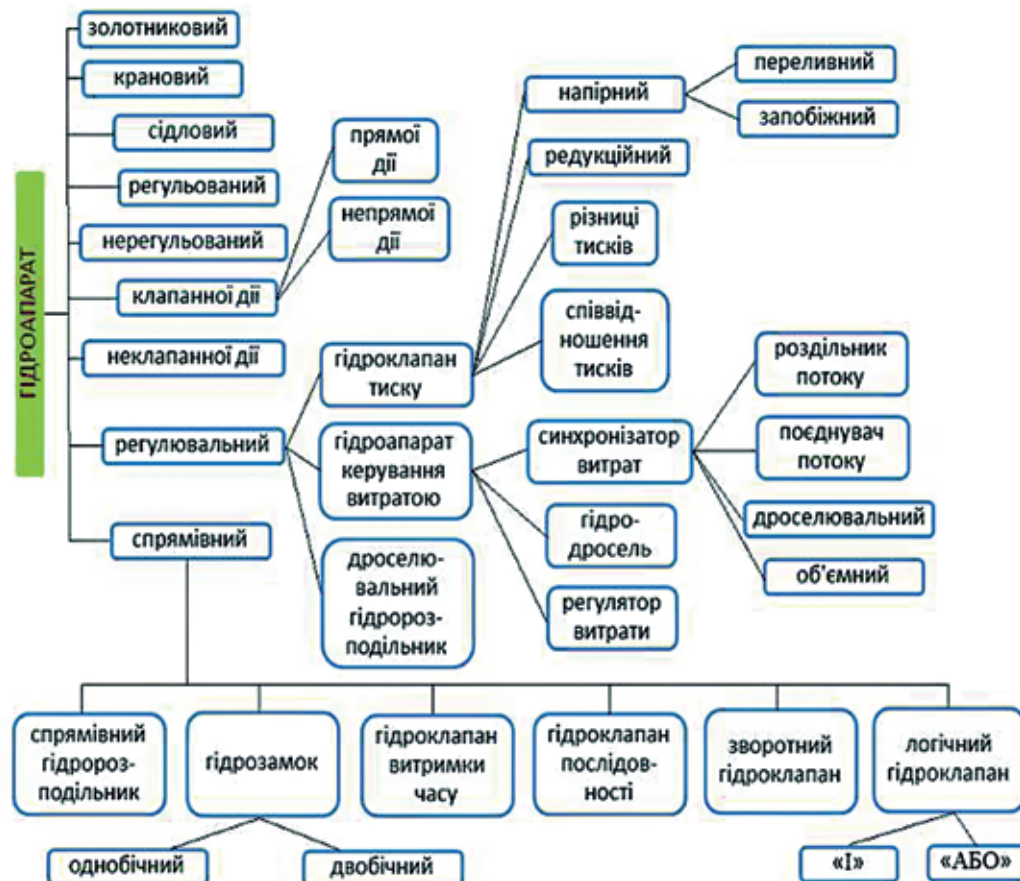 ГІДРОАПАРАТ
золотниковий
крановий
сідловий
регульований
нерегульований
клапанної дії
неклапанної дії
регулювальний
спрямівний
прямої
дії
непрямої
дії
гідроклапан
тиску
гідроапарат
керування
витратою
дроселю-
вальний
гідророз-
подільник
напірний
редукційний
різниці
тисків
співвід-
ношення
тисків
переливний
запобіжний
синхронізатор
витрат
гідро-
дросель
регулятор
витрати
роздільник
потоку
поєднувач
потоку
дроселювальний
об’ємний
спрямівний
гідророз-
подільник
гідрозамок
гідроклапан
витримки
часу
гідроклапан
послідов-
ності
зворотний
гідроклапан
логічний
гідроклапан
однобічний
двобічний
«І»
«АБО»